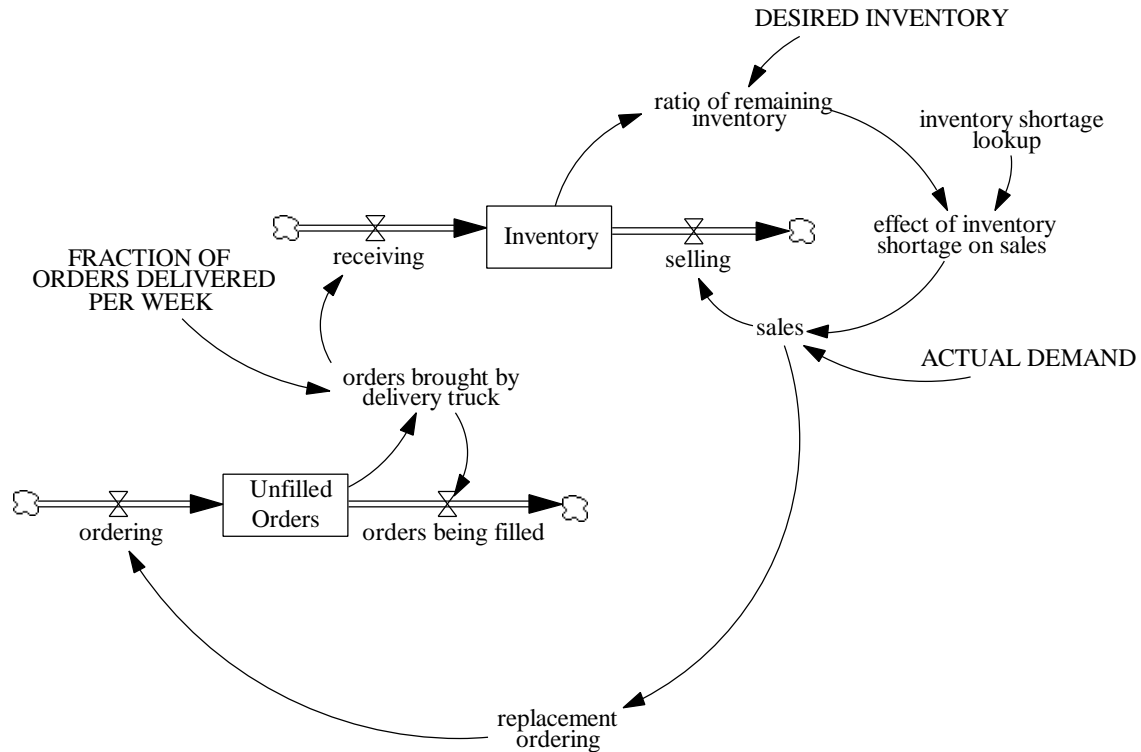 DESIRED INVENTORY
ratio of remaining
inventory
inventory shortage
lookup
Inventory
effect of inventory
shortage on sales
receiving
selling
FRACTION OF
ORDERS DELIVERED
PER WEEK
sales
ACTUAL DEMAND
orders brought by
delivery truck
Unfilled
Orders
ordering
orders being filled
replacement
ordering